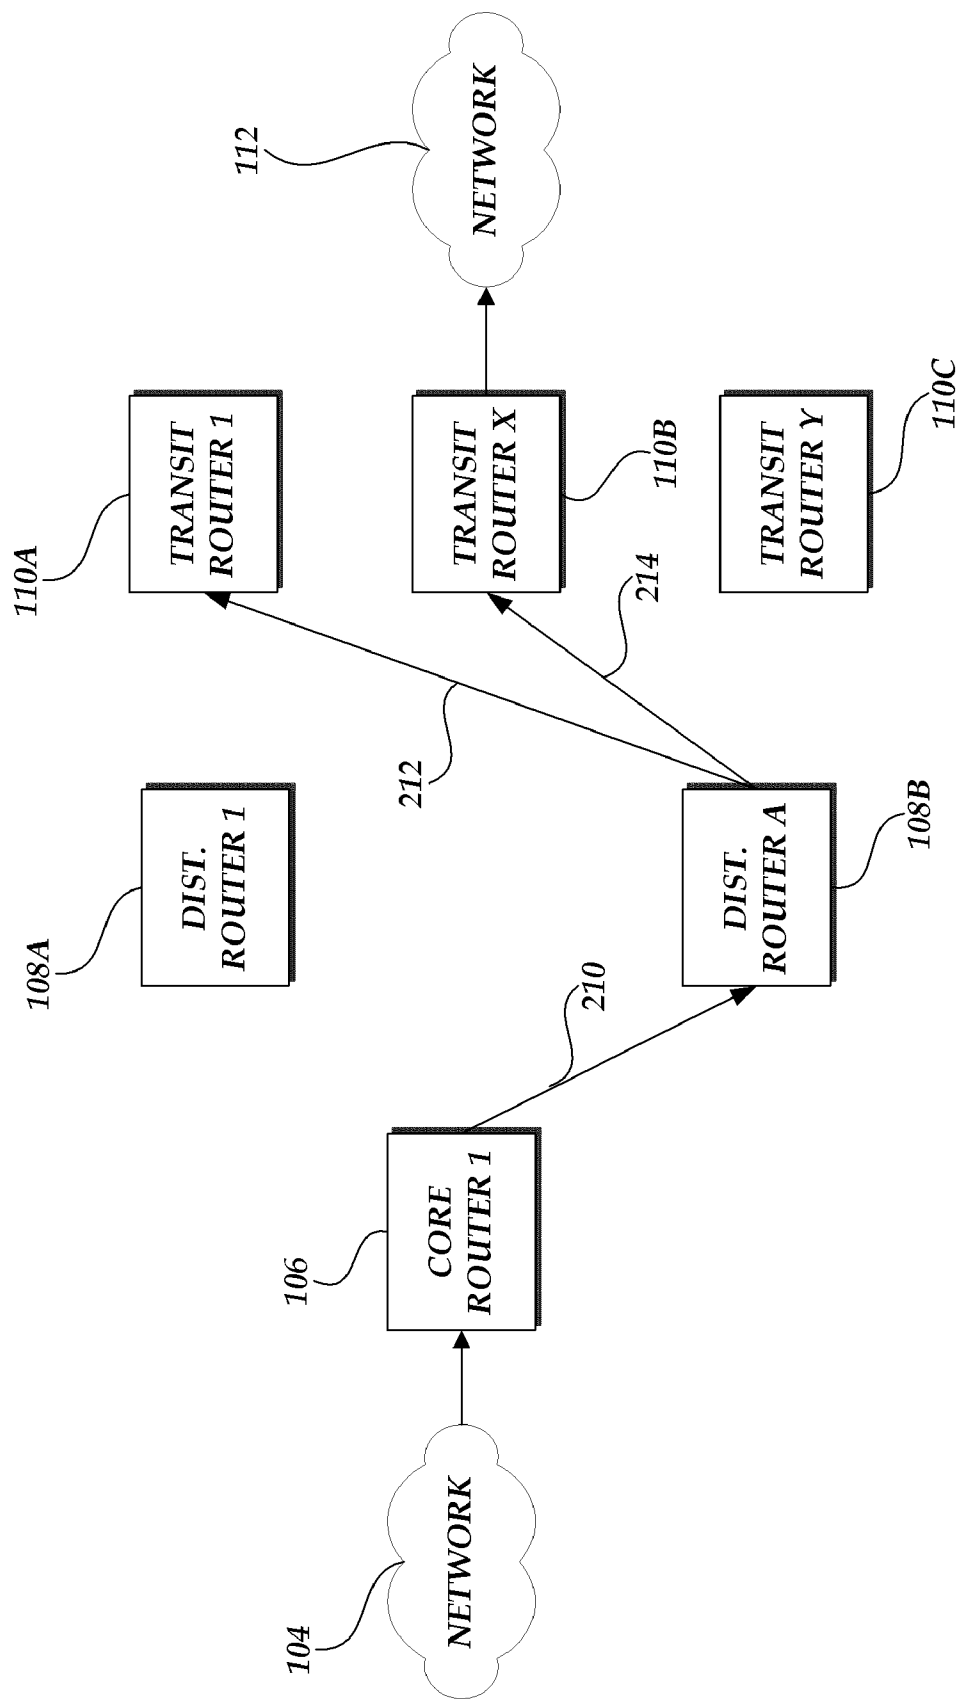 104
NETWORK
106
CORE
ROUTER 1
210
108A
DIST.
ROUTER 1
DIST.
ROUTER A
108B
212
214
110A
TRANSIT
ROUTER 1
TRANSIT
ROUTER X
110B
TRANSIT
ROUTER Y
110C
112
NETWORK